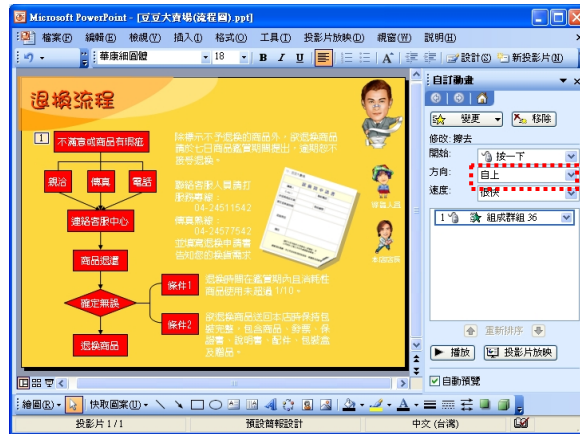 Microsoft PowerPoint - [豆豆大賣場(流程圖).ppt]
檔案(F) 編輯(E) 檢視(V) 插入(I) 格式(O) 工具(T) 投影片放映(D) 視窗(W) 說明(H)
華康細圓體 18 B I U 設計(S) 新投影片(N)
自訂動畫
變更 移除
修改: 擦去
開始: 按一下
方向: 自上
速度: 很快
1 組成群組 36
重新排序
播放 投影片放映
自動預覽
退換流程
1
不滿意或商品有瑕疵
親洽 傳真 電話
連絡客服中心
商品退還
確定無誤
退換商品
條件1
條件2
除標示不予退換的商品外，欲退換商品
請於七日商品鑑賞期間提出，逾期恕不
接受退換。
聯絡客服人員請打
服務專線：
04-24511542
傳真熱線：
04-24577542
並填寫退換申請書
告知您的換貨需求
退換時間在鑑賞期內且消耗性
商品使用未超過 1/10。
欲退換商品送回本店時保持包
裝完整，包含商品、發票、保
證書、說明書、配件、包裝盒
及贈品。
繪圖(R) 快取圖案(U)
投影片 1 / 1 預設簡報設計 中文 (台灣)